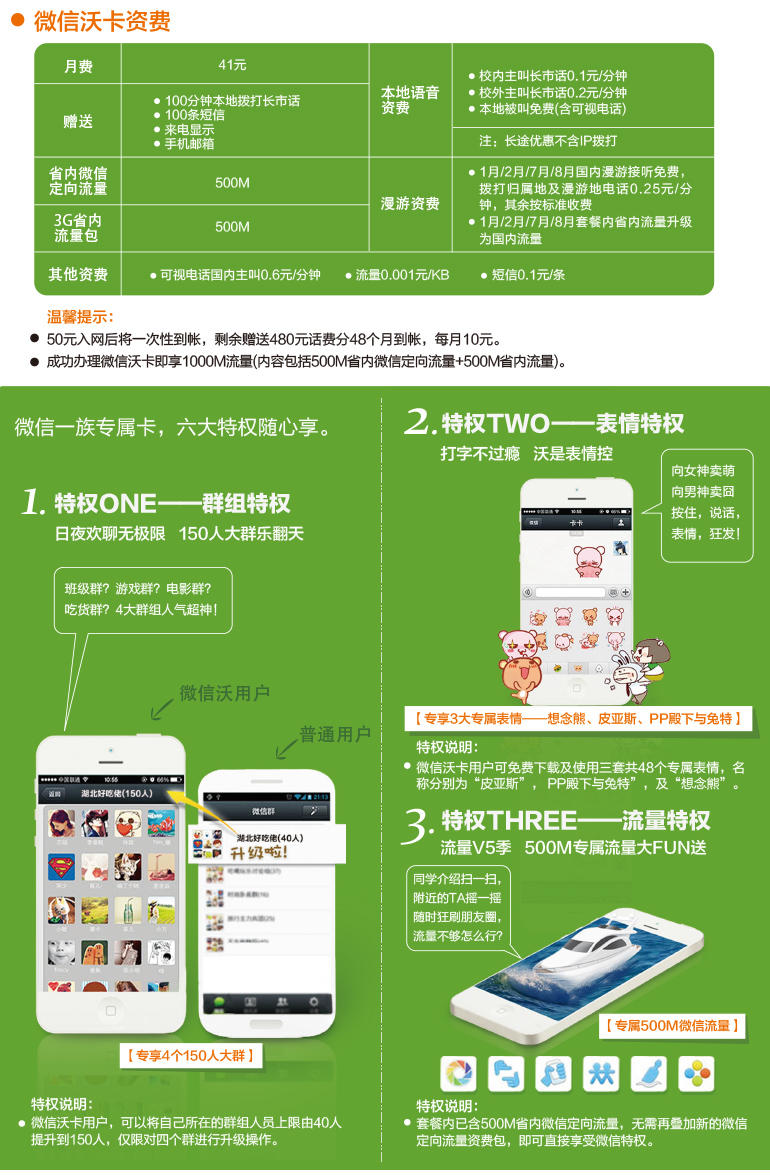 微信沃卡资费
月费
41元
赠送
100分钟本地拨打长市话
100条短信
来电显示
手机邮箱
本地语音
资费
校内主叫长市话0.1元/分钟
校外主叫长市话0.2元/分钟
本地被叫免费(含可视电话)
注：长途优惠不含IP拨打
省内微信
定向流量
500M
3G省内
流量包
500M
漫游资费
1月/2月/7月/8月国内漫游接听免费，
拨打归属地及漫游地电话0.25元/分
钟，其余按标准收费
1月/2月/7月/8月套餐内省内流量升级
为国内流量
其他资费
可视电话国内主叫0.6元/分钟
流量0.001元/KB
短信0.1元/条
温馨提示：
50元入网后将一次性到帐，剩余赠送480元话费分48个月到帐，每月10元。
成功办理微信沃卡即享1000M流量(内容包括500M省内微信定向流量+500M省内流量)。
微信一族专属卡，六大特权随心享。
1. 特权ONE——群组特权
日夜欢聊无极限 150人大群乐翻天
班级群？游戏群？电影群？
吃货群？4大群组人气超神！
微信沃用户
普通用户
中国联通
10:55
66%
返回
湖北好吃佬(150人)
21:13
微信群
湖北好吃佬(40人)
升级啦！
【专享4个150人大群】
特权说明：
微信沃卡用户，可以将自己所在的群组人员上限由40人
提升到150人，仅限对四个群进行升级操作。
2. 特权TWO——表情特权
打字不过瘾 沃是表情控
向女神卖萌
向男神卖囧
按住，说话，
表情，狂发！
中国联通
10:55
66%
微信
卡卡
【专享3大专属表情——想念熊、皮亚斯、PP殿下与兔特】
特权说明：
微信沃卡用户可免费下载及使用三套共48个专属表情，名
称分别为“皮亚斯”，PP殿下与兔特”，及“想念熊”。
3. 特权THREE——流量特权
流量V5季 500M专属流量大FUN送
同学介绍扫一扫，
附近的TA摇一摇
随时狂刷朋友圈，
流量不够怎么行？
【专属500M微信流量】
特权说明：
套餐内已含500M省内微信定向流量，无需再叠加新的微信
定向流量资费包，即可直接享受微信特权。